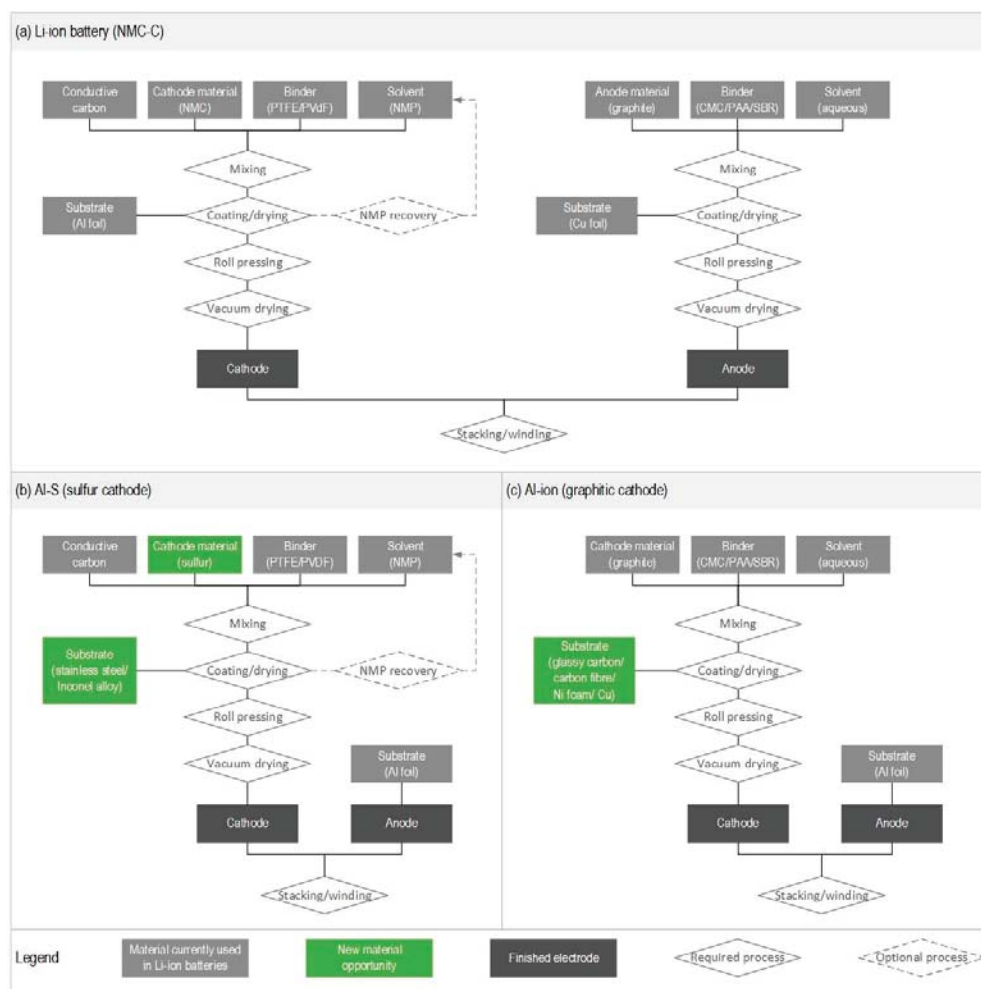 (a) Li-ion battery (NMC-C)
Conductive
carbon
Cathode material
(NMC)
Binder
(PTFE/PVdF)
Solvent
(NMP)
Anode material
(graphite)
Binder
(CMC/PAA/SBR)
Solvent
(aqueous)
Mixing
Mixing
Substrate
(Al foil)
Coating/drying
NMP recovery
Substrate
(Cu foil)
Coating/drying
Roll pressing
Roll pressing
Vacuum drying
Vacuum drying
Cathode
Anode
Stacking/winding
(b) Al-S (sulfur cathode)
Conductive
carbon
Cathode material
(sulfur)
Binder
(PTFE/PVDF)
Solvent
(NMP)
Mixing
Substrate
(stainless steel/
Inconel alloy)
Coating/drying
NMP recovery
Roll pressing
Vacuum drying
Substrate
(Al foil)
Cathode
Anode
Stacking/winding
(c) Al-ion (graphitic cathode)
Cathode material
(graphite)
Binder
(CMC/PAA/SBR)
Solvent
(aqueous)
Mixing
Substrate
(glassy carbon/
carbon fibre/
Ni foam/ Cu)
Coating/drying
Roll pressing
Vacuum drying
Substrate
(Al foil)
Cathode
Anode
Stacking/winding
Legend
Material currently used
in Li-ion batteries
New material
opportunity
Finished electrode
Required process
Optional process